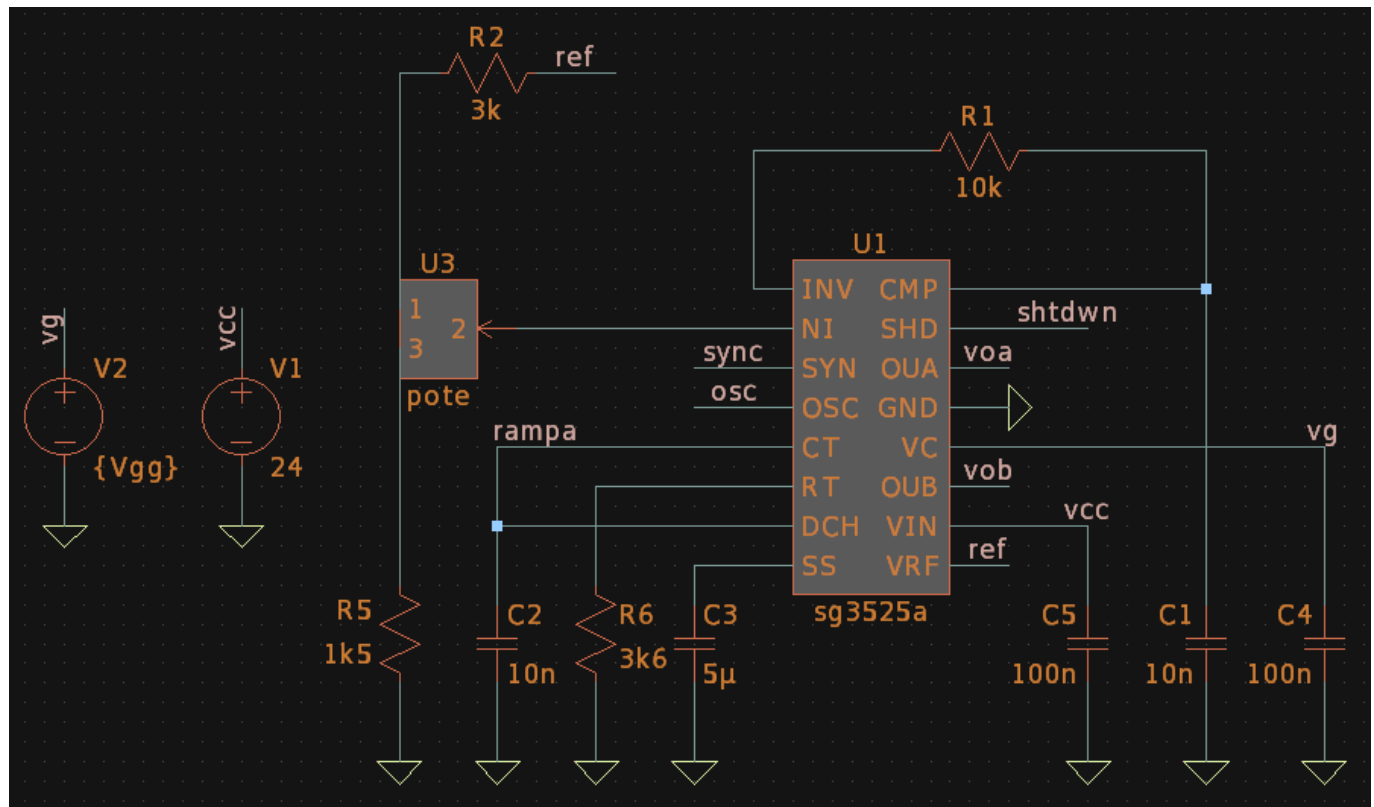 R2
ref
3k
R1
10k
U1
U3
INV CMP
NI SHD
SYN OUA
OSC GND
CT VC
RT OUB
DCH VIN
SS VRF
sg3525a
1
2
3
pote
vg
V2
{Vgg}
vcc
V1
24
sync
osc
rampa
shtdwn
voa
vg
vob
vcc
ref
R5
1k5
C2
10n
R6
3k6
C3
5µ
C5
100n
C1
10n
C4
100n